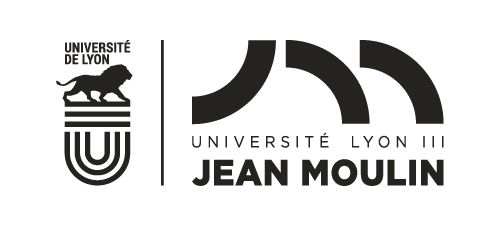 UNIVERSITÉ
DE LYON
UNIVERSITÉ LYON III
JEAN MOULIN